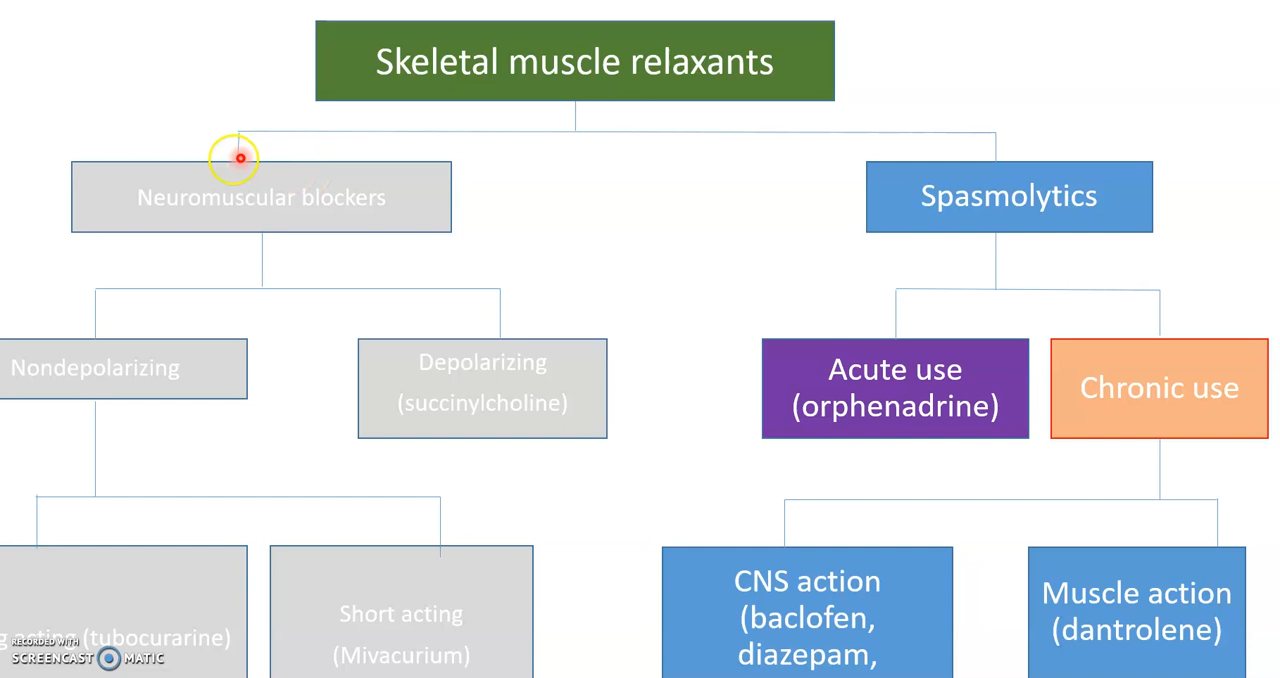 Skeletal muscle relaxants
Neuromuscular blockers
Spasmolytics
Nondepolarizing
Depolarizing
(succinylcholine)
Acute use
(orphenadrine)
Chronic use
acting (tubocurarine)
Short acting
(Mivacurium)
CNS action
(baclofen,
diazepam,
Muscle action
(dantrolene)
RECORDED WITH
SCREENCAST MATIC